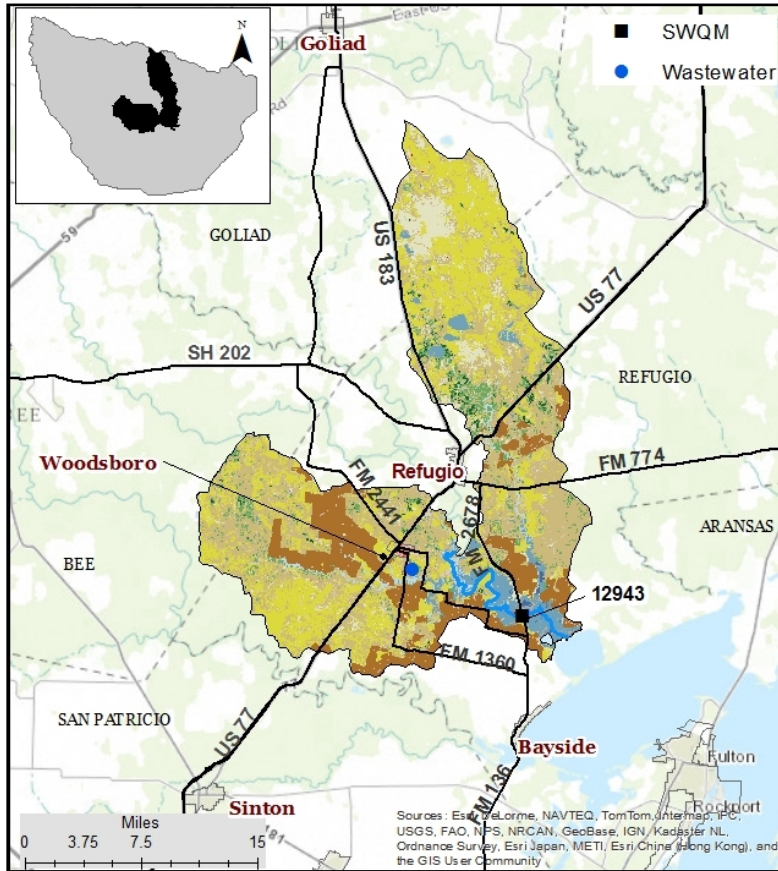 N
Goliad
SWQM
Wastewater
59
GOLIAD
US 183
US 77
SH 202
REFUGIO
BEE
Woodsboro
FM 2441
Refugio
FM 774
FM 2678
ARANSAS
BEE
12943
FM 1360
SAN PATRICIO
US 77
Bayside
Fulton
FM 136
Rockport
Sinton
181
Miles
0 3.75 7.5 15
Sources: Esri, DeLorme, NAVTEQ, TomTom, Intermap, iPC,
USGS, FAO, NPS, NRCAN, GeoBase, IGN, Kadaster NL,
Ordnance Survey, Esri Japan, METI, Esri China (Hong Kong), and
the GIS User Community